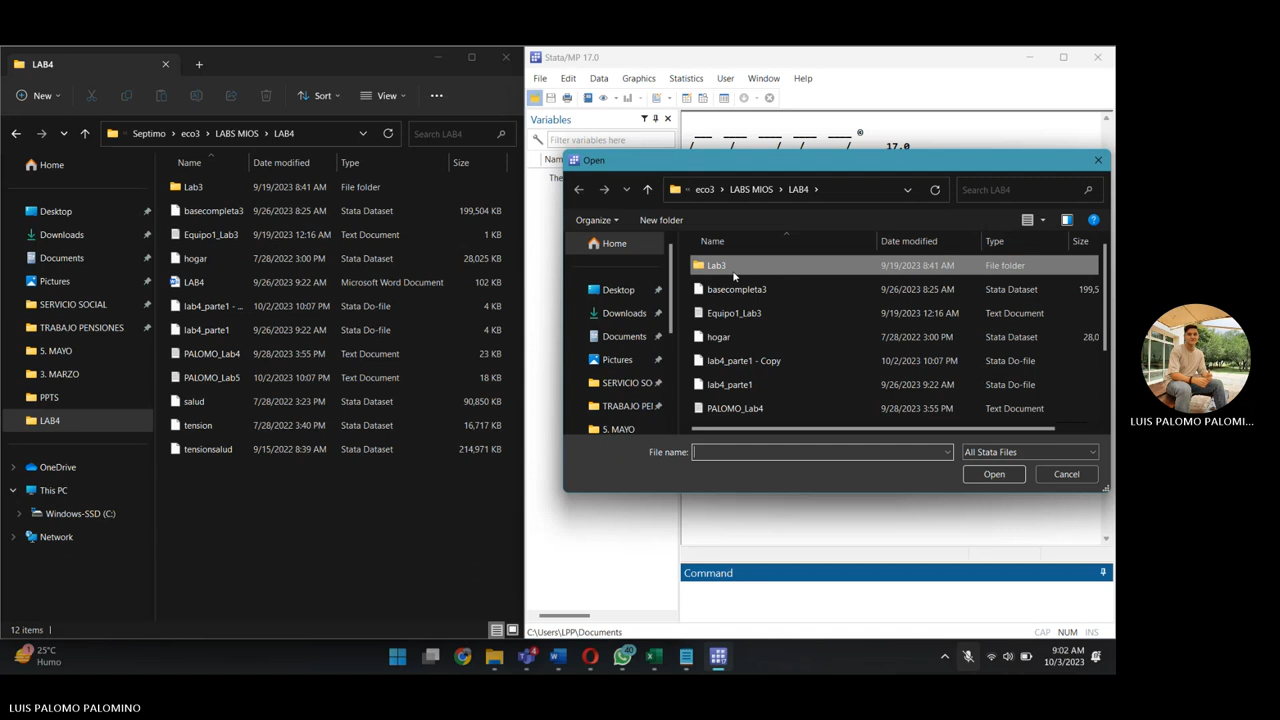 LAB4
New
Sort
View
Septimo > eco3 > LABS MIOS > LAB4
Search LAB4
Home
Desktop
Downloads
Documents
Pictures
SERVICIO SOCIAL
TRABAJO PENSIONES
5. MAYO
3. MARZO
PPTS
LAB4
OneDrive
This PC
Windows-SSD (C:)
Network
Name Date modified Type Size
Lab3 9/19/2023 8:41 AM File folder
basecompleta3 9/26/2023 8:25 AM Stata Dataset 199,504 KB
Equipo1_Lab3 9/19/2023 12:16 AM Text Document 1 KB
hogar 7/28/2022 3:00 PM Stata Dataset 28,025 KB
LAB4 9/26/2023 9:22 AM Microsoft Word Document 102 KB
lab4_parte1 - ... 10/2/2023 10:07 PM Stata Do-file 4 KB
lab4_parte1 9/26/2023 9:22 AM Stata Do-file 4 KB
PALOMO_Lab4 9/28/2023 3:55 PM Text Document 23 KB
PALOMO_Lab5 10/2/2023 10:07 PM Text Document 18 KB
salud 7/28/2022 3:23 PM Stata Dataset 90,850 KB
tension 7/28/2022 3:40 PM Stata Dataset 16,717 KB
tensionsalud 9/15/2022 8:39 AM Stata Dataset 214,971 KB
12 items
Stata/MP 17.0
File Edit Data Graphics Statistics User Window Help
Variables
Filter variables here
Nam
The
17.0
Open
eco3 > LABS MIOS > LAB4 >
Search LAB4
Organize New folder
Home
Desktop
Downloads
Documents
Pictures
SERVICIO SO
TRABAJO PEI
5. MAYO
Name Date modified Type Size
Lab3 9/19/2023 8:41 AM File folder
basecompleta3 9/26/2023 8:25 AM Stata Dataset 199,5
Equipo1_Lab3 9/19/2023 12:16 AM Text Document
hogar 7/28/2022 3:00 PM Stata Dataset 28,0
lab4_parte1 - Copy 10/2/2023 10:07 PM Stata Do-file
lab4_parte1 9/26/2023 9:22 AM Stata Do-file
PALOMO_Lab4 9/28/2023 3:55 PM Text Document
File name: All Stata Files
Open Cancel
Command
C:\Users\LPP\Documents
CAP NUM INS
25°C
Humo
4
40
9:02 AM
10/3/2023
LUIS PALOMO PALOMI...
LUIS PALOMO PALOMINO